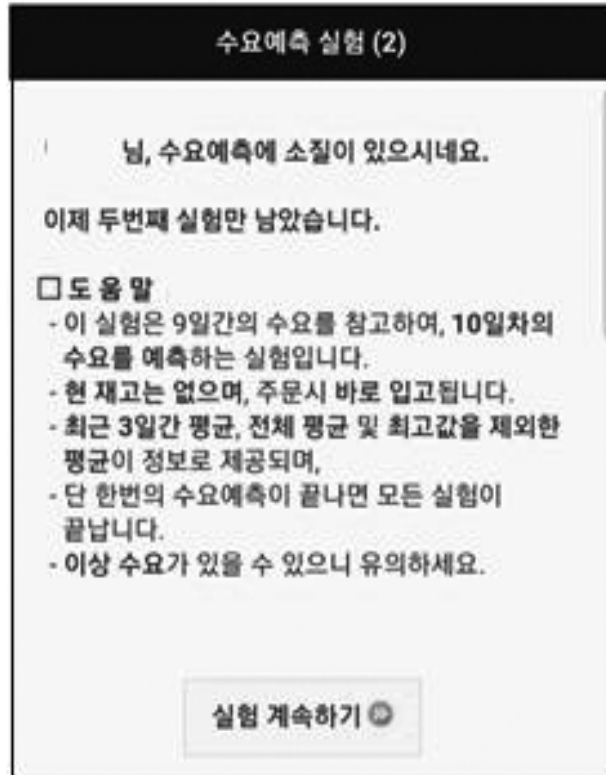 수요예측 실험 (2)
님, 수요예측에 소질이 있으시네요.
이제 두번째 실험만 남았습니다.
□ 도 움 말
- 이 실험은 9일간의 수요를 참고하여, 10일차의
수요를 예측하는 실험입니다.
- 현 재고는 없으며, 주문시 바로 입고됩니다.
- 최근 3일간 평균, 전체 평균 및 최고값을 제외한
평균이 정보로 제공되며,
- 단 한번의 수요예측이 끝나면 모든 실험이
끝납니다.
- 이상 수요가 있을 수 있으니 유의하세요.
실험 계속하기